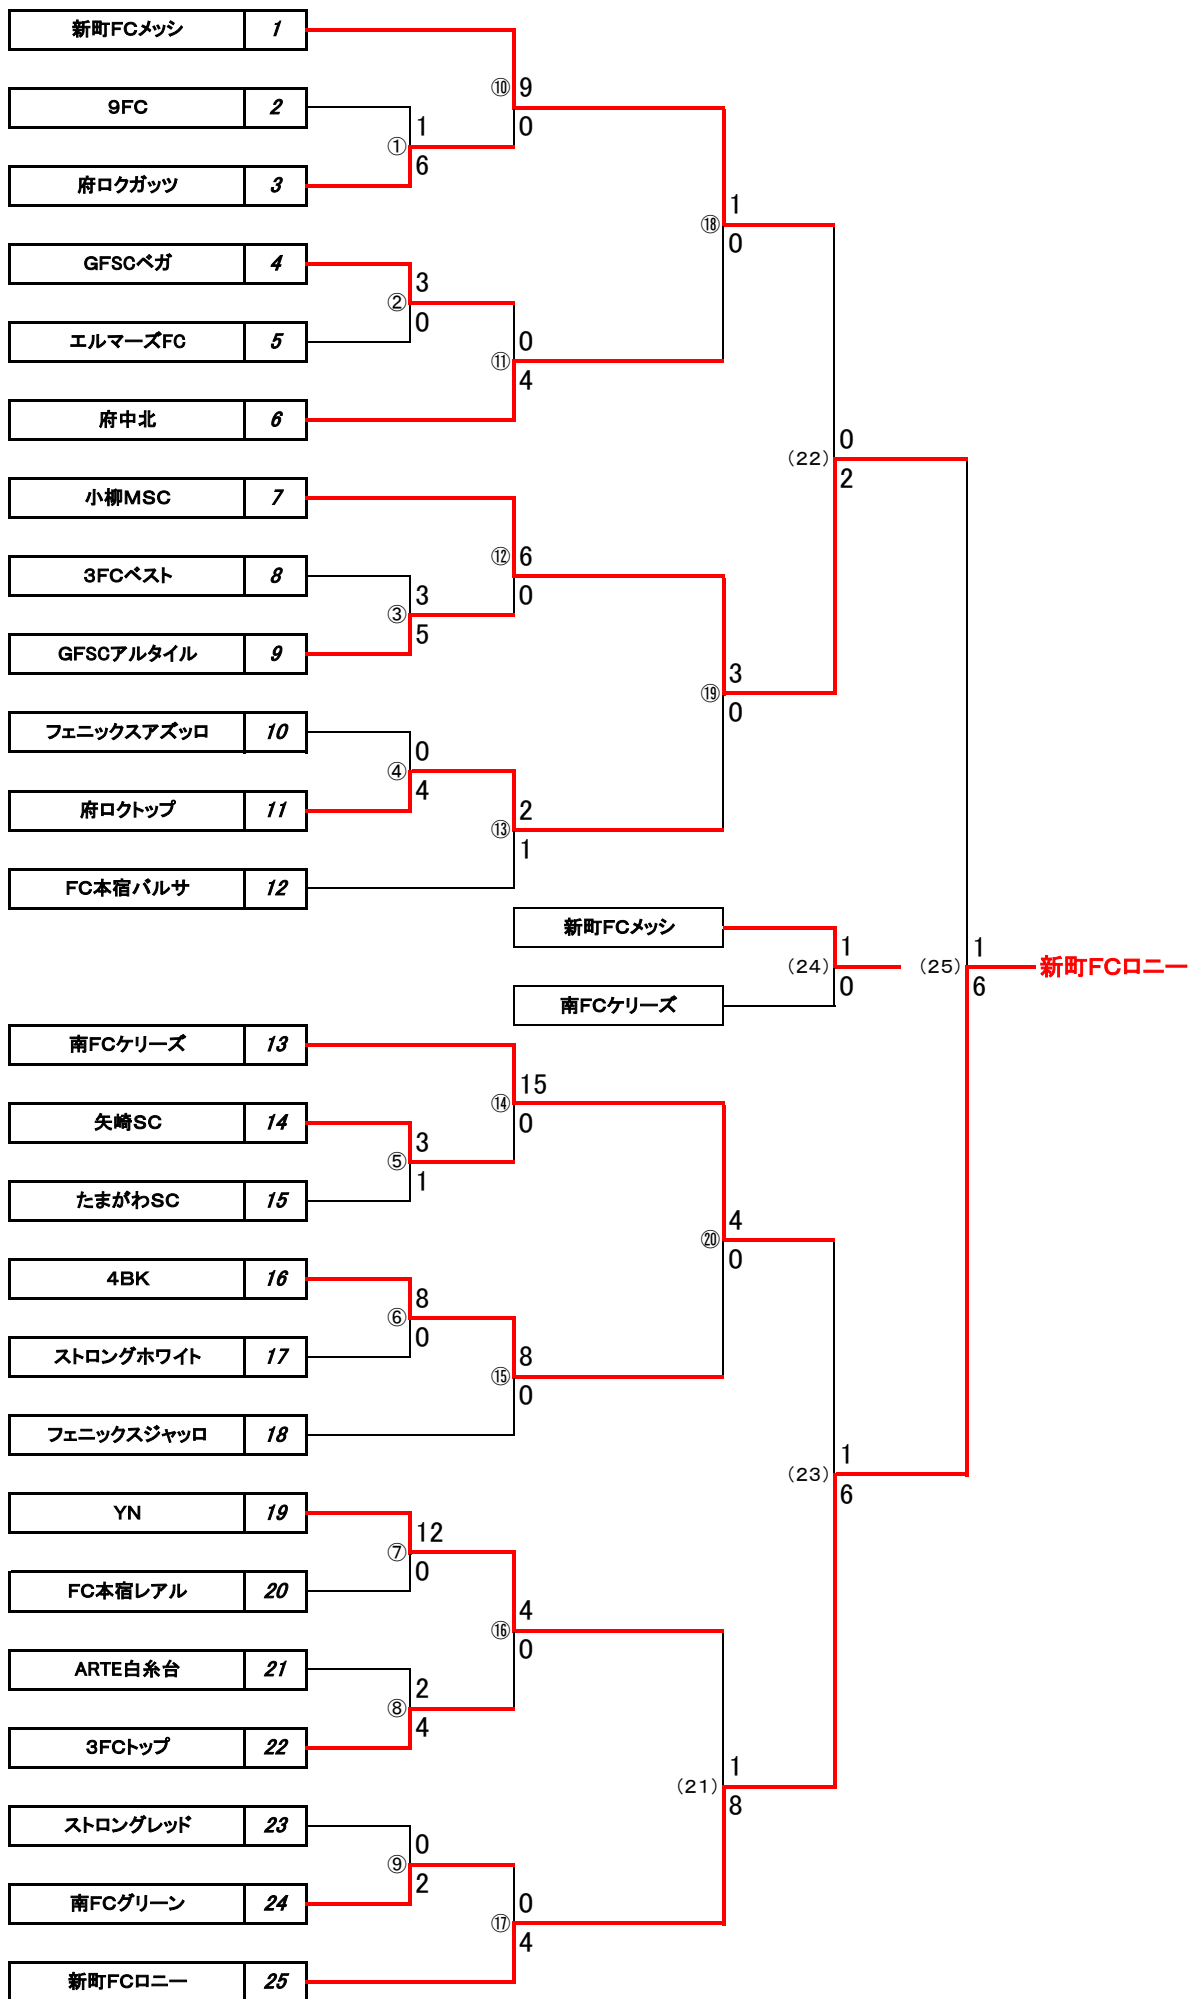 新町FCメッシ 1
⑩ 9
9FC 2
1 0
①
6
府ロクガッツ 3
1
⑱
0
GFSCベガ 4
3
②
0
エルマーズFC 5
0
⑪
4
府中北 6
0
(22)
2
小柳MSC 7
⑫ 6
3FCベスト 8
3 0
③
5
GFSCアルタイル 9
3
⑲
0
フェニックスアズッロ 10
0
④
4
府ロクトップ 11
2
⑬
1
FC本宿バルサ 12
新町FCメッシ
1 1
(24) (25) 新町FCロニー
0 6
南FCケリーズ
南FCケリーズ 13
15
⑭
0
矢崎SC 14
3
⑤
1
たまがわSC 15
4
⑳
0
4BK 16
8
⑥
0
ストロングホワイト 17
8
⑮
0
フェニックスジャッロ 18
1
(23)
6
YN 19
12
⑦
0
FC本宿レアル 20
4
⑯
0
ARTE白糸台 21
2
⑧
4
3FCトップ 22
1
(21)
8
ストロングレッド 23
0
⑨
2
南FCグリーン 24
0
⑰
4
新町FCロニー 25